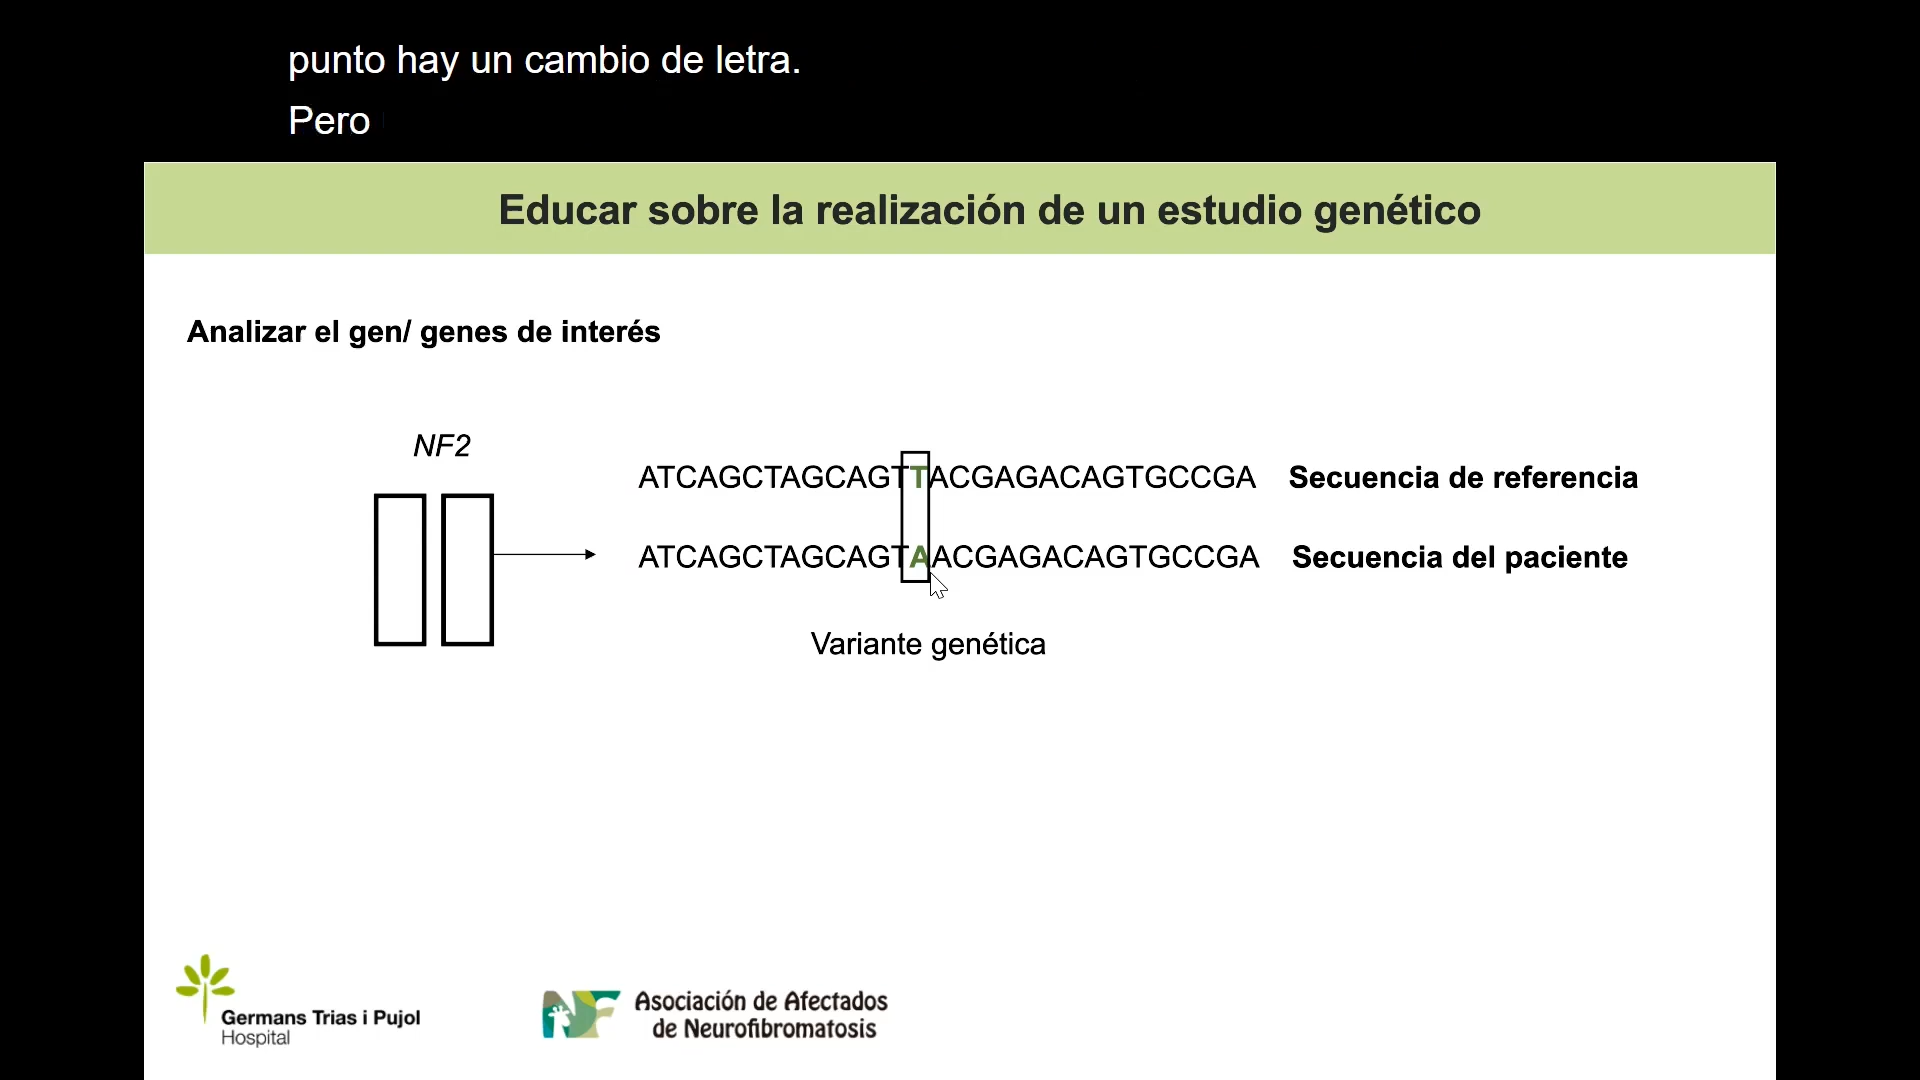 punto hay un cambio de letra.
Pero
Educar sobre la realización de un estudio genético
Analizar el gen/ genes de interés
NF2
ATCAGCTAGCAGTTACGAGACAGTGCCGA Secuencia de referencia
ATCAGCTAGCAGTAACGAGACAGTGCCGA Secuencia del paciente
Variante genética
Germans Trias i Pujol
Hospital
NF
Asociación de Afectados
de Neurofibromatosis